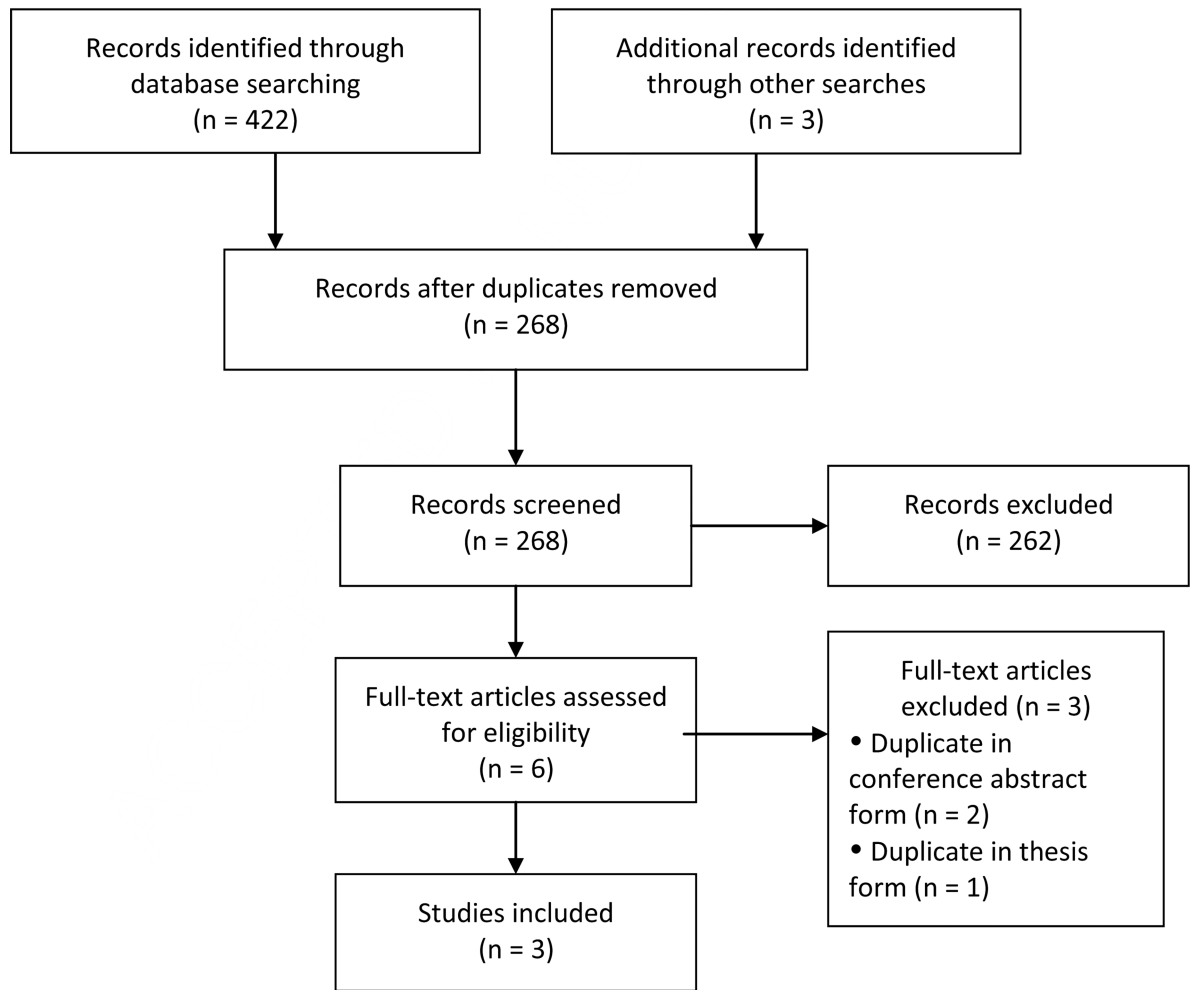 Records identified through
database searching
(n = 422)
Additional records identified
through other searches
(n = 3)
Records after duplicates removed
(n = 268)
Records screened
(n = 268)
Records excluded
(n = 262)
Full-text articles assessed
for eligibility
(n = 6)
Full-text articles
excluded (n = 3)
• Duplicate in
conference abstract
form (n = 2)
• Duplicate in thesis
form (n = 1)
Studies included
(n = 3)